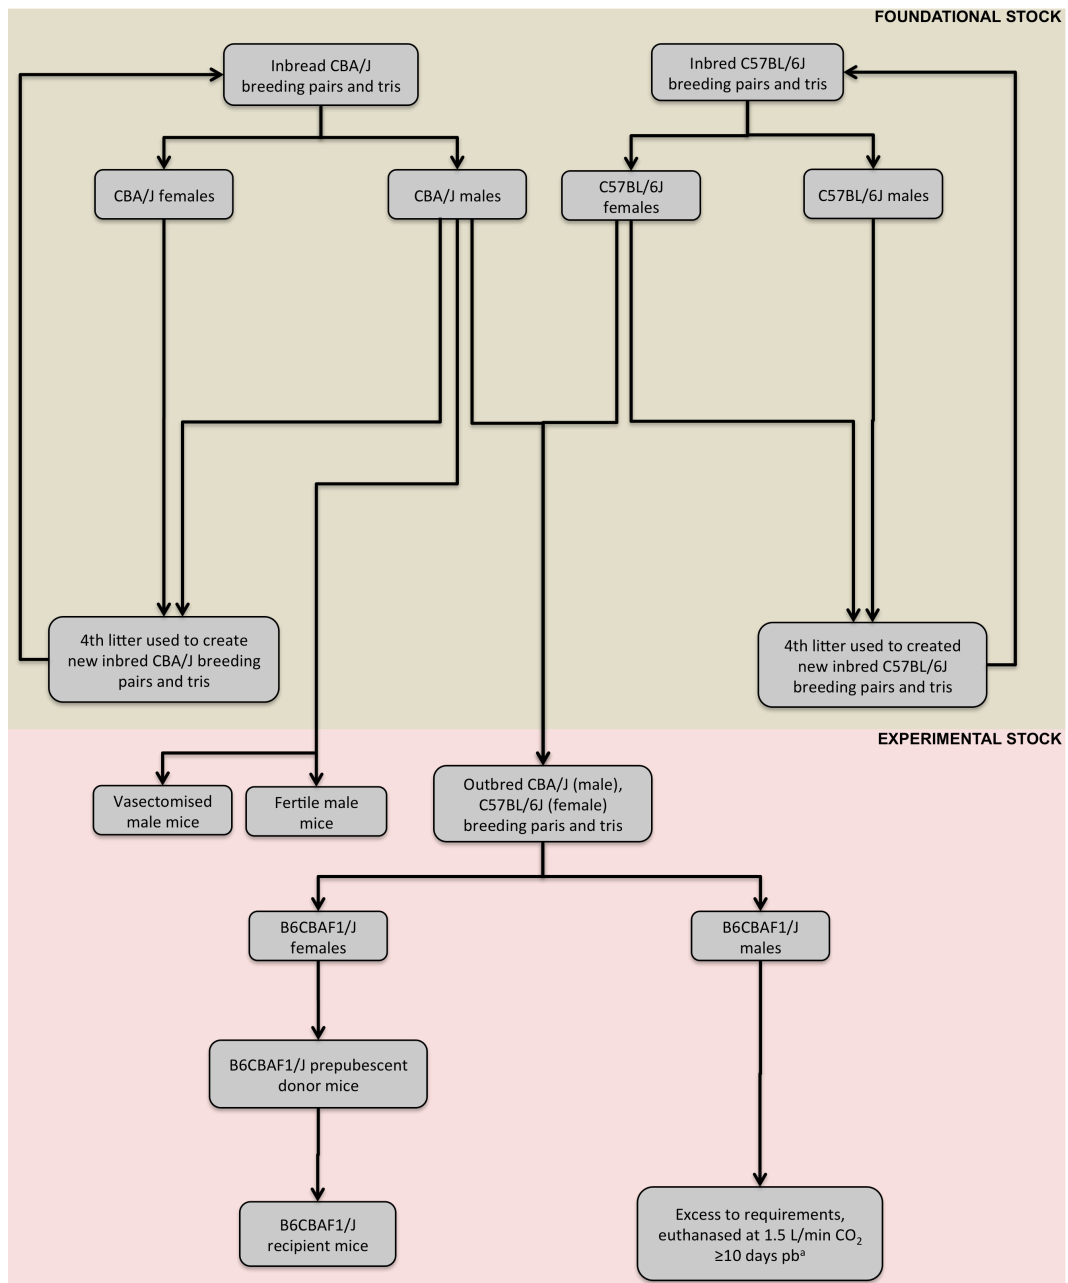 FOUNDATIONAL STOCK
Inbread CBA/J
breeding pairs and tris
Inbred C57BL/6J
breeding pairs and tris
CBA/J females
CBA/J males
C57BL/6J
females
C57BL/6J males
4th litter used to create
new inbred CBA/J breeding
pairs and tris
4th litter used to created
new inbred C57BL/6J
breeding pairs and tris
EXPERIMENTAL STOCK
Vasectomised
male mice
Fertile male
mice
Outbred CBA/J (male),
C57BL/6J (female)
breeding paris and tris
B6CBAF1/J
females
B6CBAF1/J
males
B6CBAF1/J prepubescent
donor mice
B6CBAF1/J
recipient mice
Excess to requirements,
euthanased at 1.5 L/min CO₂
≥10 days pbᵃ